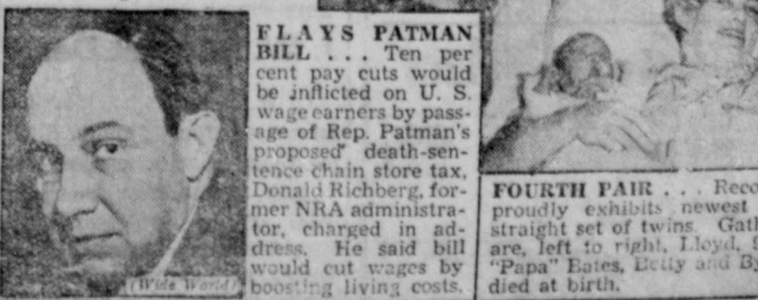 FLAYS PATMAN
BILL . . . Ten per
cent pay cuts would
be inflicted on U. S.
wage earners by pass-
age of Rep. Patman's
proposed death-sen-
tence chain store tax,
Donald Richberg, for-
mer NRA administra-
tor, charged in ad-
dress. He said bill
would cut wages by
boosting living costs.
(Wide World)
FOURTH PAIR . . . Reco
proudly exhibits newest
straight set of twins. Gath
are, left to right, Lloyd, 9
"Papa" Bates, Betty and By
died at birth.